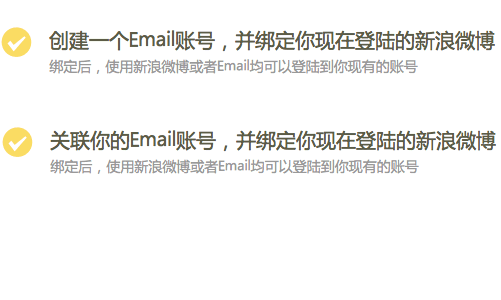 创建一个Email账号，并绑定你现在登陆的新浪微博
绑定后，使用新浪微博或者Email均可以登陆到你现有的账号
关联你的Email账号，并绑定你现在登陆的新浪微博
绑定后，使用新浪微博或者Email均可以登陆到你现有的账号